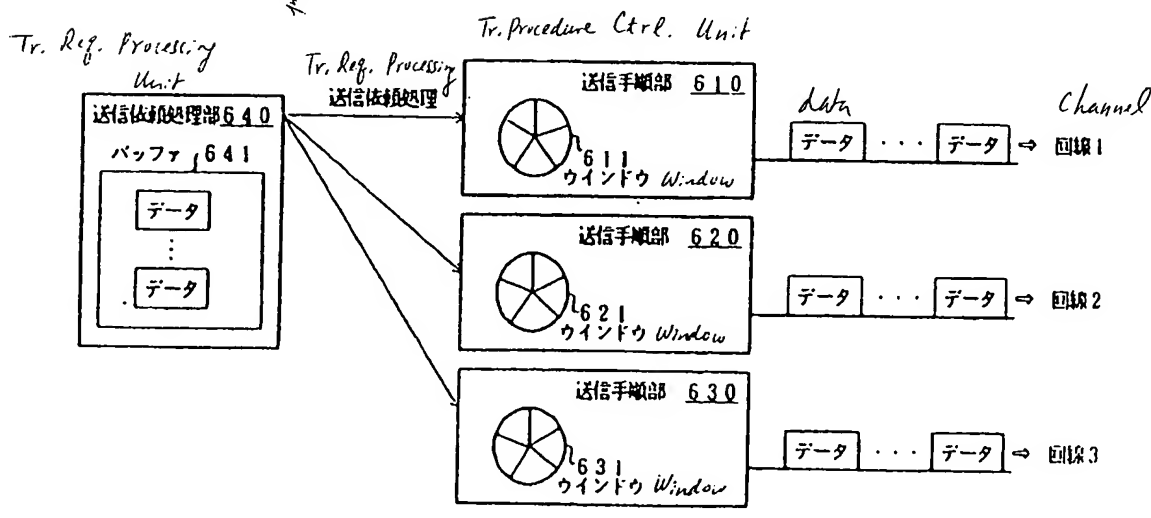 Tr. Req. Processing Unit
送信依頼処理部 640
バッファ 641
データ
⋮
データ
Tr. Req. Processing
送信依頼処理
Tr. Procedure Ctrl. Unit
送信手順部 610
611
ウインドウ Window
data
データ ··· データ ⇨ 回線1
Channel
送信手順部 620
621
ウインドウ Window
データ ··· データ ⇨ 回線2
送信手順部 630
631
ウインドウ Window
データ ··· データ ⇨ 回線3